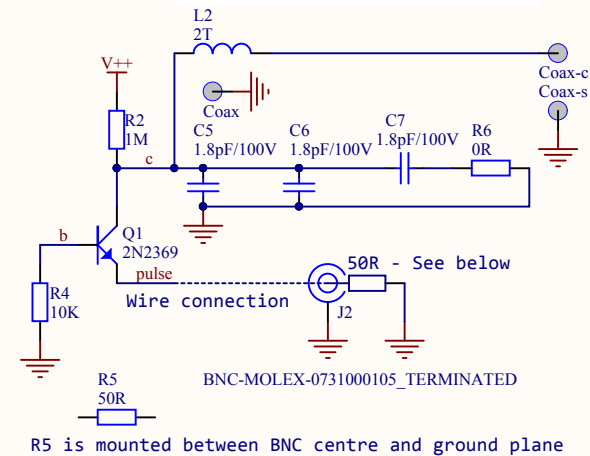 L2
2T
V++
Coax-c
Coax-s
Coax
R2
1M
C5
1.8pF/100V
C6
1.8pF/100V
C7
1.8pF/100V
R6
0R
c
b
Q1
2N2369
pulse
50R - See below
Wire connection
J2
R4
10K
R5
50R
BNC-MOLEX-0731000105_TERMINATED
R5 is mounted between BNC centre and ground plane